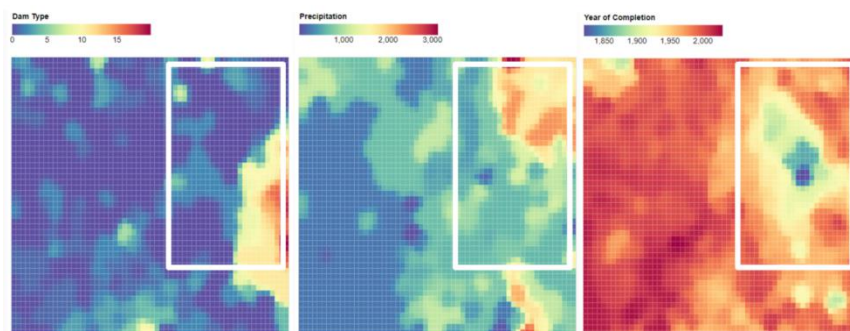 Dam Type
0 5 10 15
Precipitation
1,000 2,000 3,000
Year of Completion
1,850 1,900 1,950 2,000